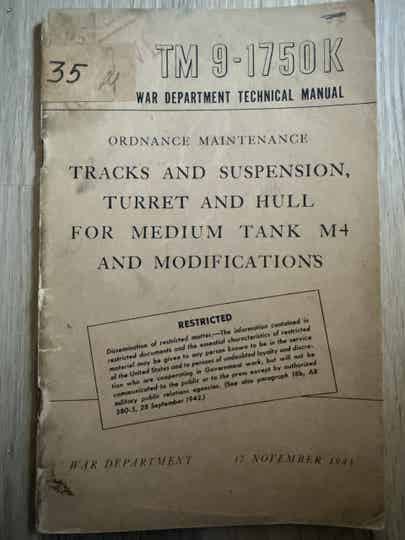 35
TM 9-1750K
WAR DEPARTMENT TECHNICAL MANUAL
ORDNANCE MAINTENANCE
TRACKS AND SUSPENSION,
TURRET AND HULL
FOR MEDIUM TANK M4
AND MODIFICATIONS
RESTRICTED
Dissemination of restricted matter.—The information contained in
restricted documents and the essential characteristics of restricted
material may be given to any person known to be in the service
of the United States and to persons of undoubted loyalty and discre-
tion who are cooperating in Government work, but will not be
communicated to the public or to the press except by authorized
military public relations agencies. (See also paragraph 18b, AR
380-5, 28 September 1942.)
WAR DEPARTMENT 17 NOVEMBER 1943